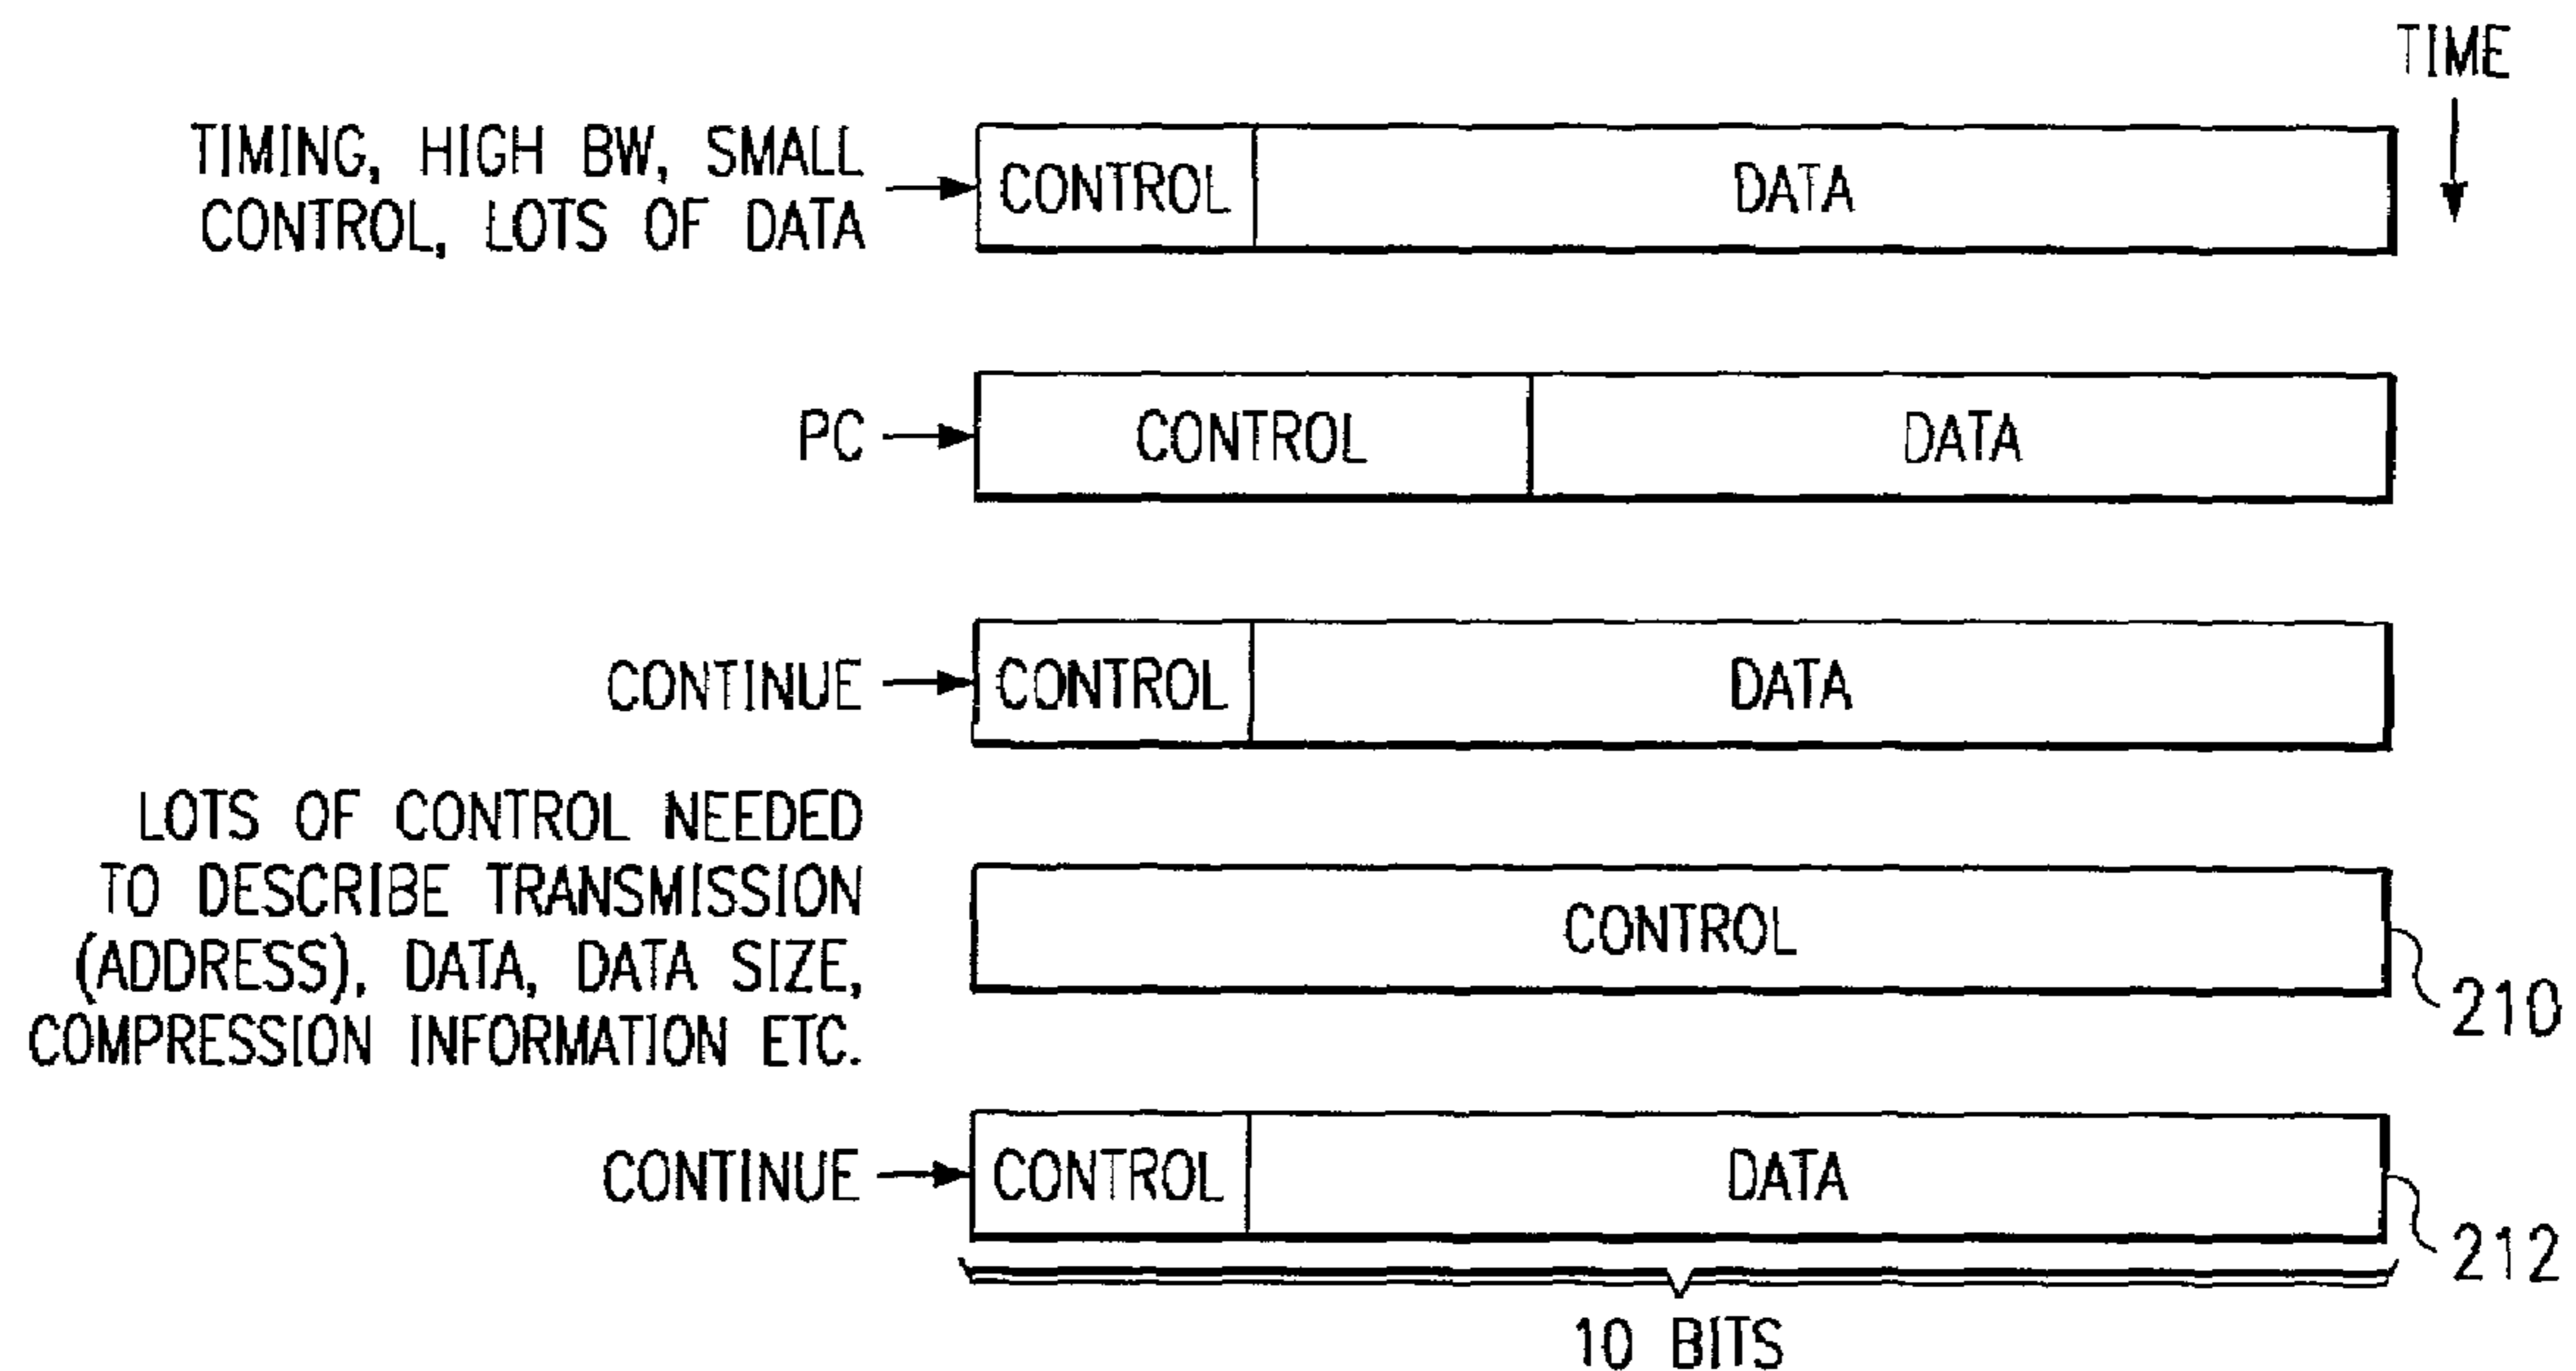 TIME
TIMING, HIGH BW, SMALL
CONTROL, LOTS OF DATA
CONTROL
DATA
PC
CONTROL
DATA
CONTINUE
CONTROL
DATA
LOTS OF CONTROL NEEDED
TO DESCRIBE TRANSMISSION
(ADDRESS), DATA, DATA SIZE,
COMPRESSION INFORMATION ETC.
CONTROL
210
CONTINUE
CONTROL
DATA
212
10 BITS